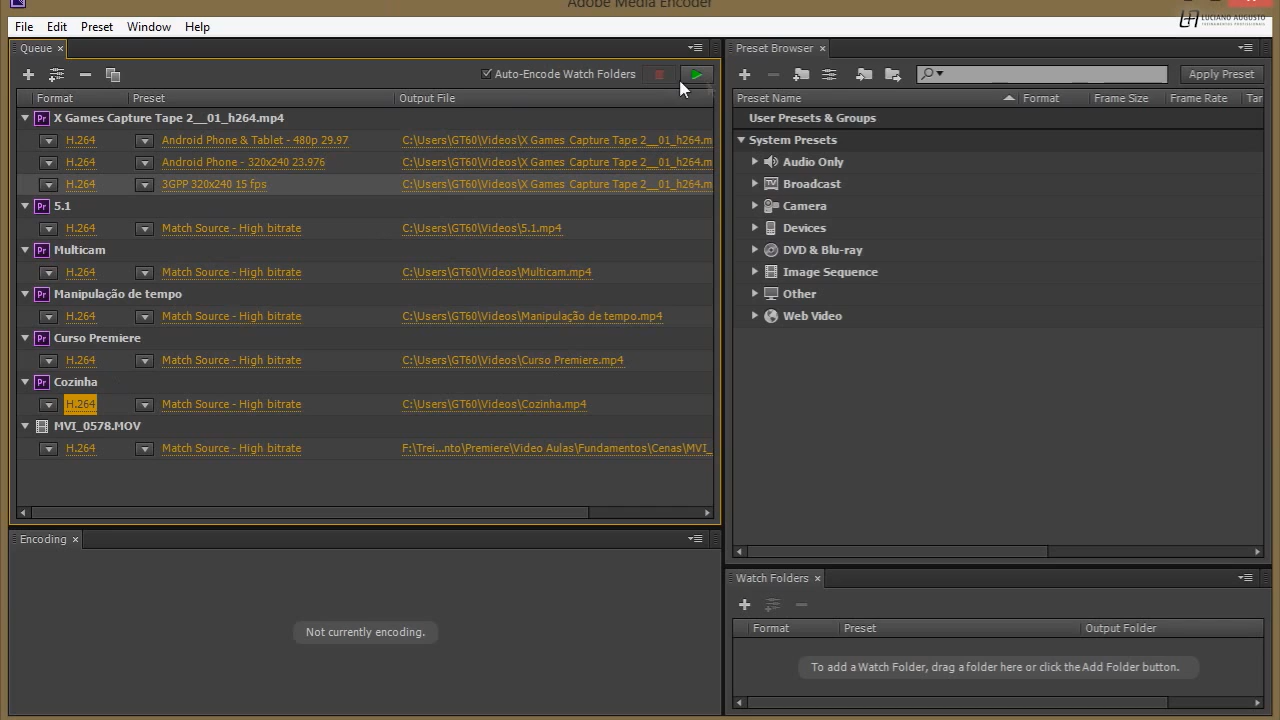 Adobe Media Encoder
LUCIANO AUGUSTO
File Edit Preset Window Help
Queue
Auto-Encode Watch Folders
Format Preset Output File
Pr X Games Capture Tape 2__01_h264.mp4
H.264 Android Phone & Tablet - 480p 29.97 C:\Users\GT60\Videos\X Games Capture Tape 2__01_h264.m
H.264 Android Phone - 320x240 23.976 C:\Users\GT60\Videos\X Games Capture Tape 2__01_h264.m
H.264 3GPP 320x240 15 fps C:\Users\GT60\Videos\X Games Capture Tape 2__01_h264.m
Pr 5.1
H.264 Match Source - High bitrate C:\Users\GT60\Videos\5.1.mp4
Pr Multicam
H.264 Match Source - High bitrate C:\Users\GT60\Videos\Multicam.mp4
Pr Manipulação de tempo
H.264 Match Source - High bitrate C:\Users\GT60\Videos\Manipulação de tempo.mp4
Pr Curso Premiere
H.264 Match Source - High bitrate C:\Users\GT60\Videos\Curso Premiere.mp4
Pr Cozinha
H.264 Match Source - High bitrate C:\Users\GT60\Videos\Cozinha.mp4
MVI_0578.MOV
H.264 Match Source - High bitrate F:\Trei...nto\Premiere\Video Aulas\Fundamentos\Cenas\MVI_
Encoding
Not currently encoding.
Preset Browser
Apply Preset
Preset Name Format Frame Size Frame Rate Tar
User Presets & Groups
System Presets
Audio Only
Broadcast
Camera
Devices
DVD & Blu-ray
Image Sequence
Other
Web Video
Watch Folders
Format Preset Output Folder
To add a Watch Folder, drag a folder here or click the Add Folder button.